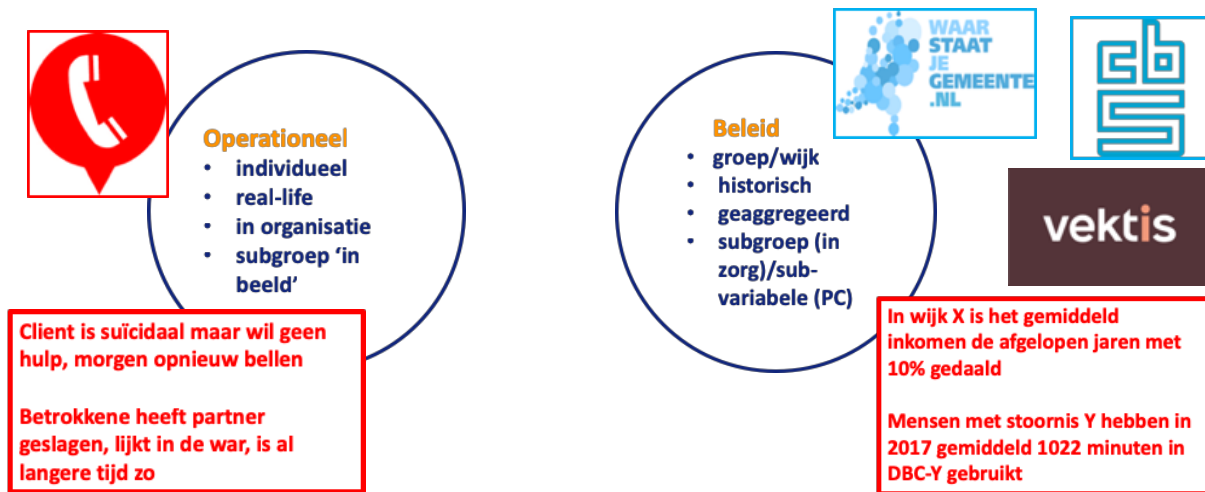 Operationeel
• individueel
• real-life
• in organisatie
• subgroep ‘in
beeld’
Client is suïcidaal maar wil geen
hulp, morgen opnieuw bellen
Betrokkene heeft partner
geslagen, lijkt in de war, is al
langere tijd zo
Beleid
• groep/wijk
• historisch
• geaggregeerd
• subgroep (in
zorg)/sub-
variabele (PC)
WAAR
STAAT
JE
GEMEENTE
.NL
cbs
vektis
In wijk X is het gemiddeld
inkomen de afgelopen jaren met
10% gedaald
Mensen met stoornis Y hebben in
2017 gemiddeld 1022 minuten in
DBC-Y gebruikt